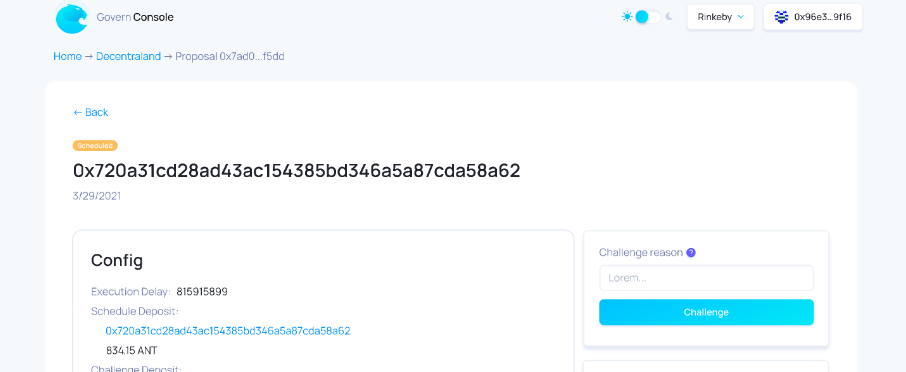 Govern Console
Rinkeby
0x96e3...9f16
Home → Decentraland → Proposal 0x7ad0...f5dd
← Back
Scheduled
0x720a31cd28ad43ac154385bd346a5a87cda58a62
3/29/2021
Config
Execution Delay: 815915899
Schedule Deposit:
0x720a31cd28ad43ac154385bd346a5a87cda58a62
834.15 ANT
Challenge Deposit:
Challenge reason ?
Lorem...
Challenge